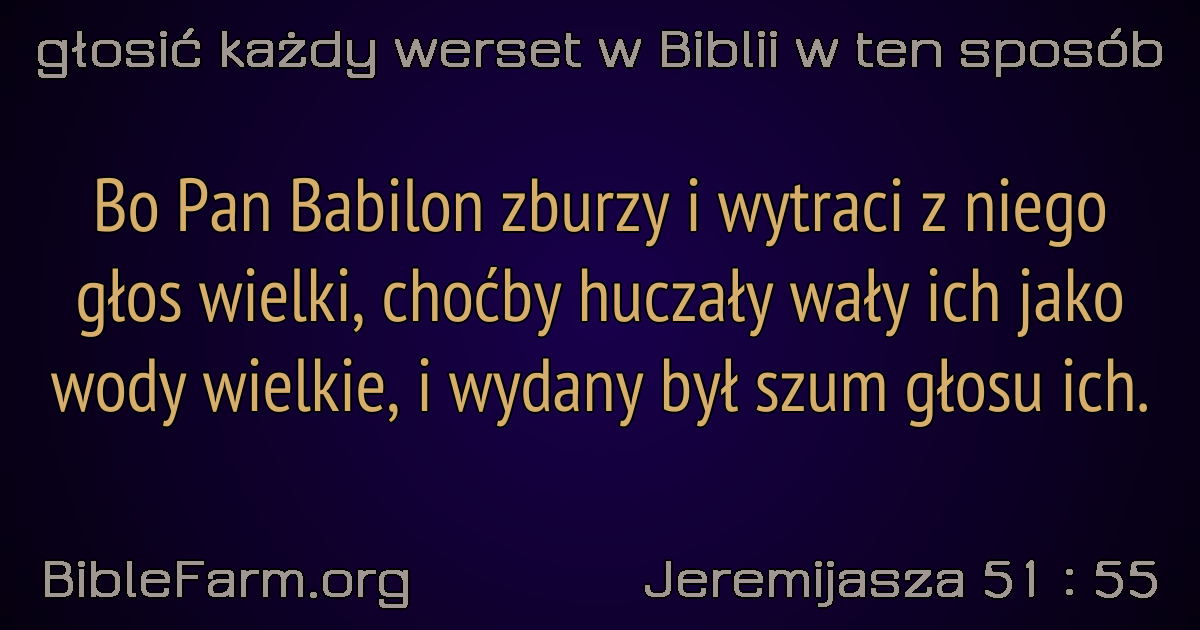 głosić każdy werset w Biblii w ten sposób
Bo Pan Babilon zburzy i wytraci z niego
głos wielki, choćby huczały wały ich jako
wody wielkie, i wydany był szum głosu ich.
BibleFarm.org
Jeremijasza 51 : 55